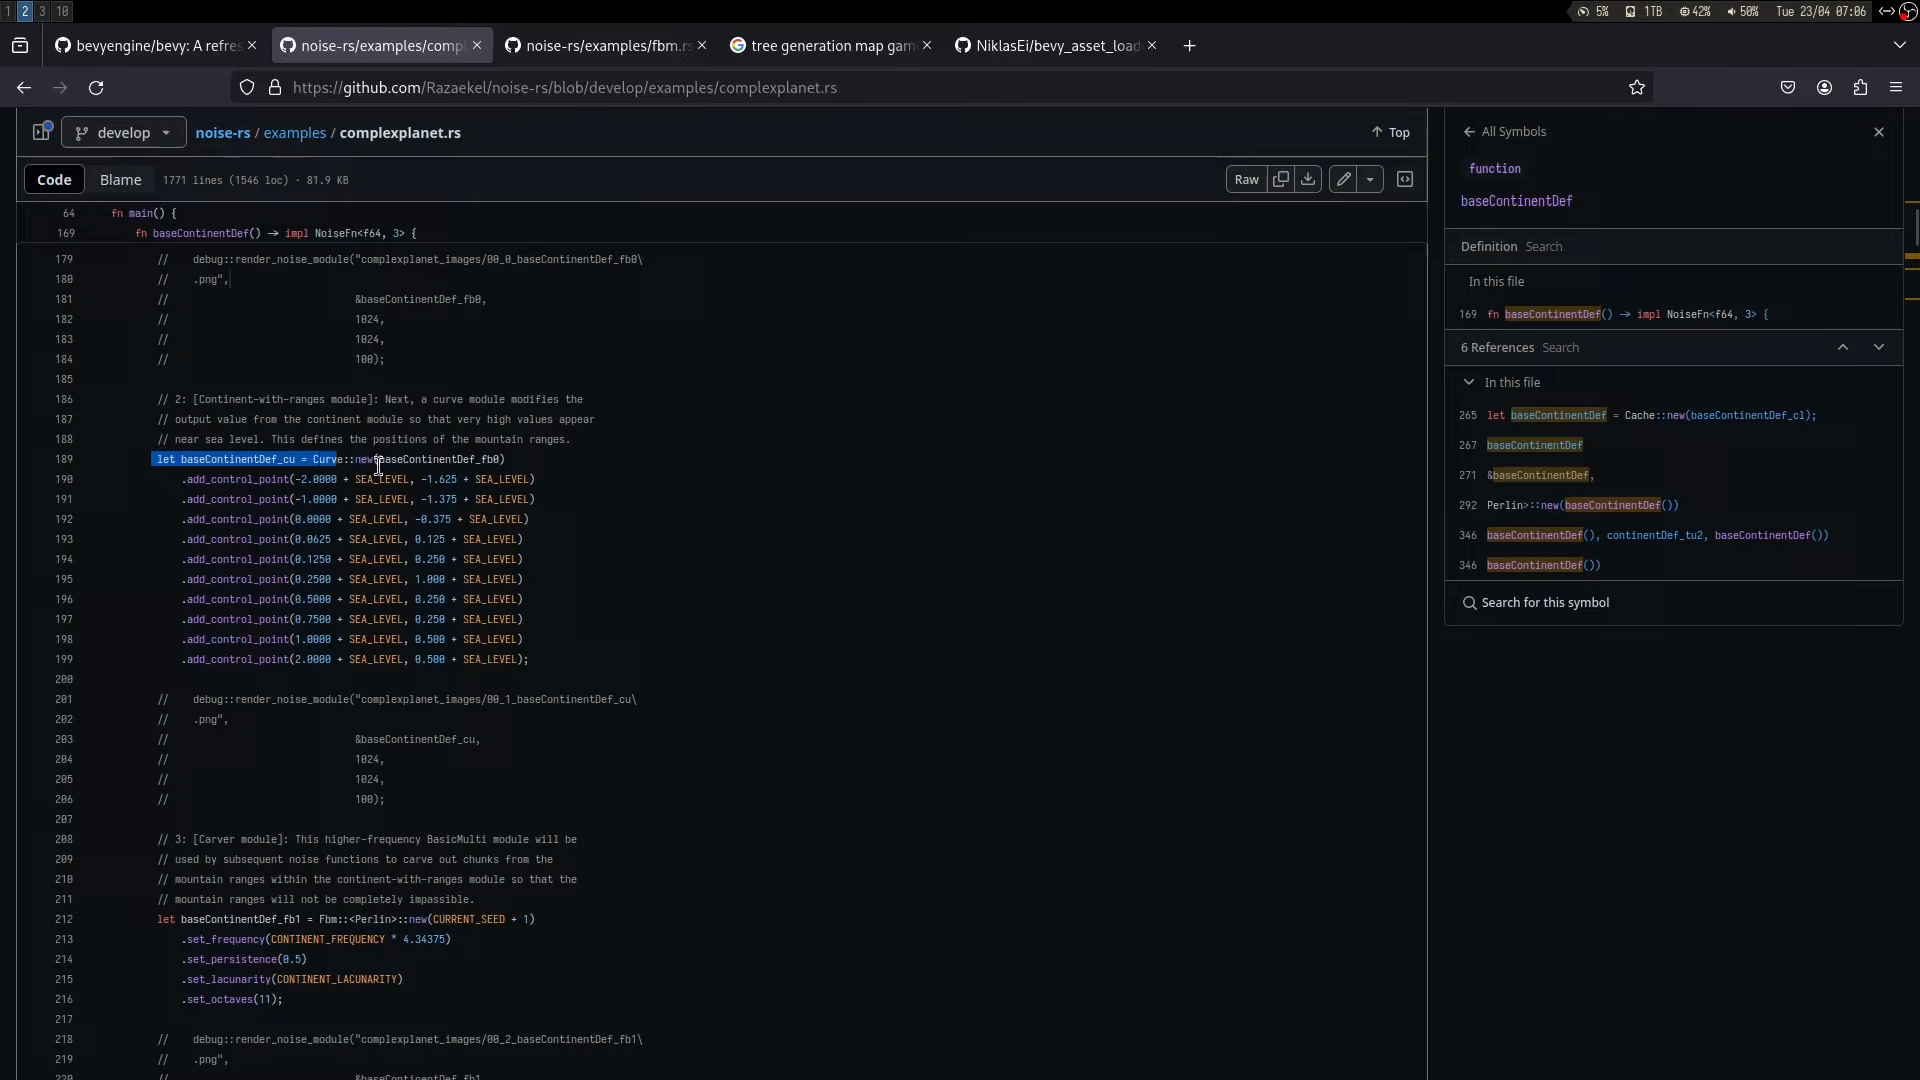 1 2 3 10
5% 1TB 42% 50% Tue 23/04 07:06
bevyengine/bevy: A refres
noise-rs/examples/compl
noise-rs/examples/fbm.rs
tree generation map gam
NiklasEi/bevy_asset_load
https://github.com/Razaekel/noise-rs/blob/develop/examples/complexplanet.rs
develop
noise-rs / examples / complexplanet.rs
Top
Code Blame 1771 lines (1546 loc) · 81.9 KB
Raw
64 fn main() {
169 fn baseContinentDef() -> impl NoiseFn<f64, 3> {
179 // debug::render_noise_module("complexplanet_images/00_0_baseContinentDef_fb0\
180 // .png",
181 // &baseContinentDef_fb0,
182 // 1024,
183 // 1024,
184 // 100);
185
186 // 2: [Continent-with-ranges module]: Next, a curve module modifies the
187 // output value from the continent module so that very high values appear
188 // near sea level. This defines the positions of the mountain ranges.
189 let baseContinentDef_cu = Curve::new(baseContinentDef_fb0)
190 .add_control_point(-2.0000 + SEA_LEVEL, -1.625 + SEA_LEVEL)
191 .add_control_point(-1.0000 + SEA_LEVEL, -1.375 + SEA_LEVEL)
192 .add_control_point(0.0000 + SEA_LEVEL, -0.375 + SEA_LEVEL)
193 .add_control_point(0.0625 + SEA_LEVEL, 0.125 + SEA_LEVEL)
194 .add_control_point(0.1250 + SEA_LEVEL, 0.250 + SEA_LEVEL)
195 .add_control_point(0.2500 + SEA_LEVEL, 1.000 + SEA_LEVEL)
196 .add_control_point(0.5000 + SEA_LEVEL, 0.250 + SEA_LEVEL)
197 .add_control_point(0.7500 + SEA_LEVEL, 0.250 + SEA_LEVEL)
198 .add_control_point(1.0000 + SEA_LEVEL, 0.500 + SEA_LEVEL)
199 .add_control_point(2.0000 + SEA_LEVEL, 0.500 + SEA_LEVEL);
200
201 // debug::render_noise_module("complexplanet_images/00_1_baseContinentDef_cu\
202 // .png",
203 // &baseContinentDef_cu,
204 // 1024,
205 // 1024,
206 // 100);
207
208 // 3: [Carver module]: This higher-frequency BasicMulti module will be
209 // used by subsequent noise functions to carve out chunks from the
210 // mountain ranges within the continent-with-ranges module so that the
211 // mountain ranges will not be completely impassible.
212 let baseContinentDef_fb1 = Fbm::<Perlin>::new(CURRENT_SEED + 1)
213 .set_frequency(CONTINENT_FREQUENCY * 4.34375)
214 .set_persistence(0.5)
215 .set_lacunarity(CONTINENT_LACUNARITY)
216 .set_octaves(11);
217
218 // debug::render_noise_module("complexplanet_images/00_2_baseContinentDef_fb1\
219 // .png",
220 // &baseContinentDef_fb1,
All Symbols
function
baseContinentDef
Definition Search
In this file
169 fn baseContinentDef() -> impl NoiseFn<f64, 3> {
6 References Search
In this file
265 let baseContinentDef = Cache::new(baseContinentDef_cl);
267 baseContinentDef
271 &baseContinentDef,
292 Perlin>::new(baseContinentDef())
346 baseContinentDef(), continentDef_tu2, baseContinentDef())
346 baseContinentDef())
Search for this symbol